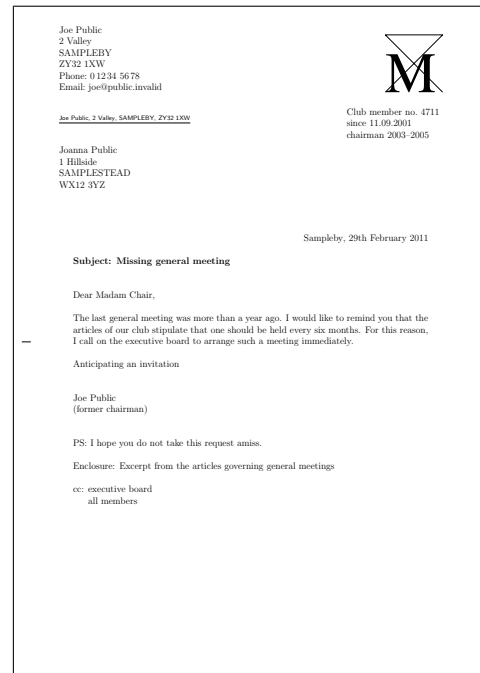 Joe Public
2 Valley
SAMPLEBY
ZY32 1XW
Phone: 0 12 34 56 78
Email: joe@public.invalid
M
Club member no. 4711
since 11.09.2001
chairman 2003–2005
Joe Public, 2 Valley, SAMPLEBY, ZY32 1XW
Joanna Public
1 Hillside
SAMPLESTEAD
WX12 3YZ
Sampleby, 29th February 2011
Subject: Missing general meeting
Dear Madam Chair,
The last general meeting was more than a year ago. I would like to remind you that the
articles of our club stipulate that one should be held every six months. For this reason,
I call on the executive board to arrange such a meeting immediately.
Anticipating an invitation
Joe Public
(former chairman)
PS: I hope you do not take this request amiss.
Enclosure: Excerpt from the articles governing general meetings
cc: executive board
all members